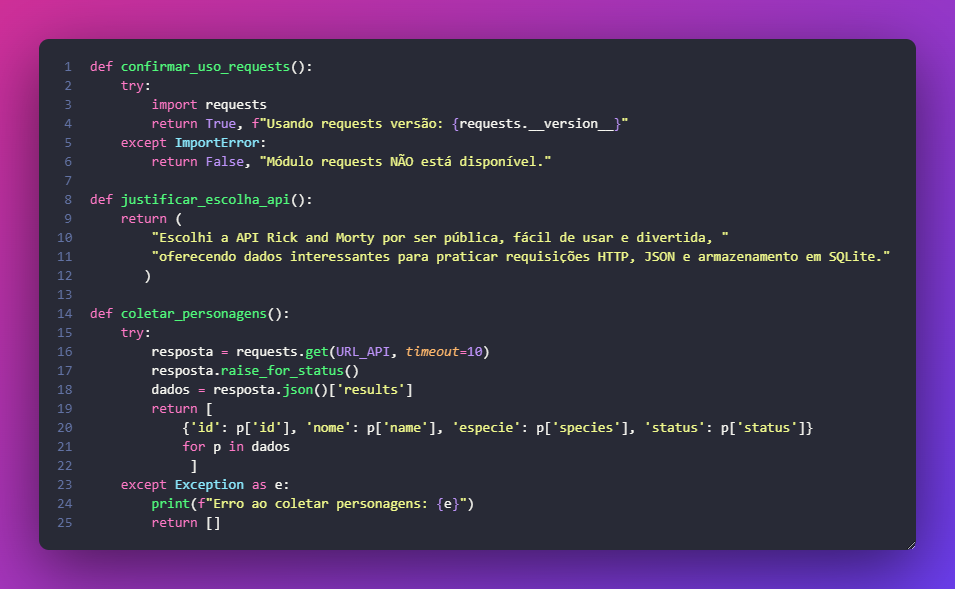 1 def confirmar_uso_requests():
2     try:
3         import requests
4         return True, f"Usando requests versão: {requests.__version__}"
5     except ImportError:
6         return False, "Módulo requests NÃO está disponível."
7
8 def justificar_escolha_api():
9     return (
10         "Escolhi a API Rick and Morty por ser pública, fácil de usar e divertida, "
11         "oferecendo dados interessantes para praticar requisições HTTP, JSON e armazenamento em SQLite."
12        )
13
14 def coletar_personagens():
15     try:
16         resposta = requests.get(URL_API, timeout=10)
17         resposta.raise_for_status()
18         dados = resposta.json()['results']
19         return [
20             {'id': p['id'], 'nome': p['name'], 'especie': p['species'], 'status': p['status']}
21             for p in dados
22              ]
23     except Exception as e:
24         print(f"Erro ao coletar personagens: {e}")
25         return []